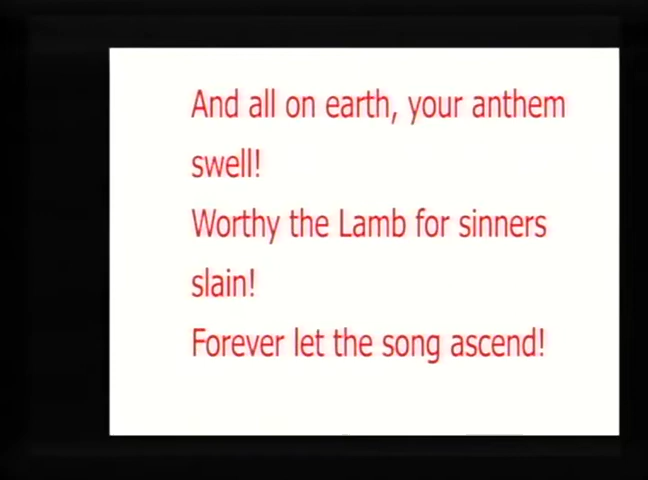 And all on earth, your anthem
swell!
Worthy the Lamb for sinners
slain!
Forever let the song ascend!